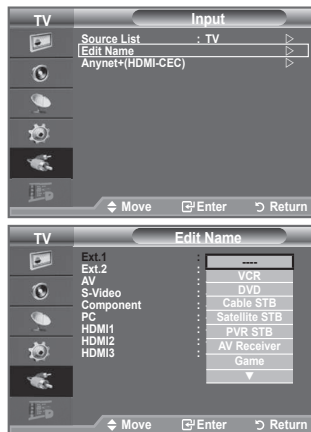 TV Input
Source List : TV ▷
Edit Name ▷
Anynet+(HDMI-CEC) ▷
Move Enter Return
TV Edit Name
Ext.1 : ----
Ext.2 : VCR
AV : DVD
S-Video : Cable STB
Component : Satellite STB
PC : PVR STB
HDMI1 : AV Receiver
HDMI2 : Game
HDMI3 : ▼
Move Enter Return